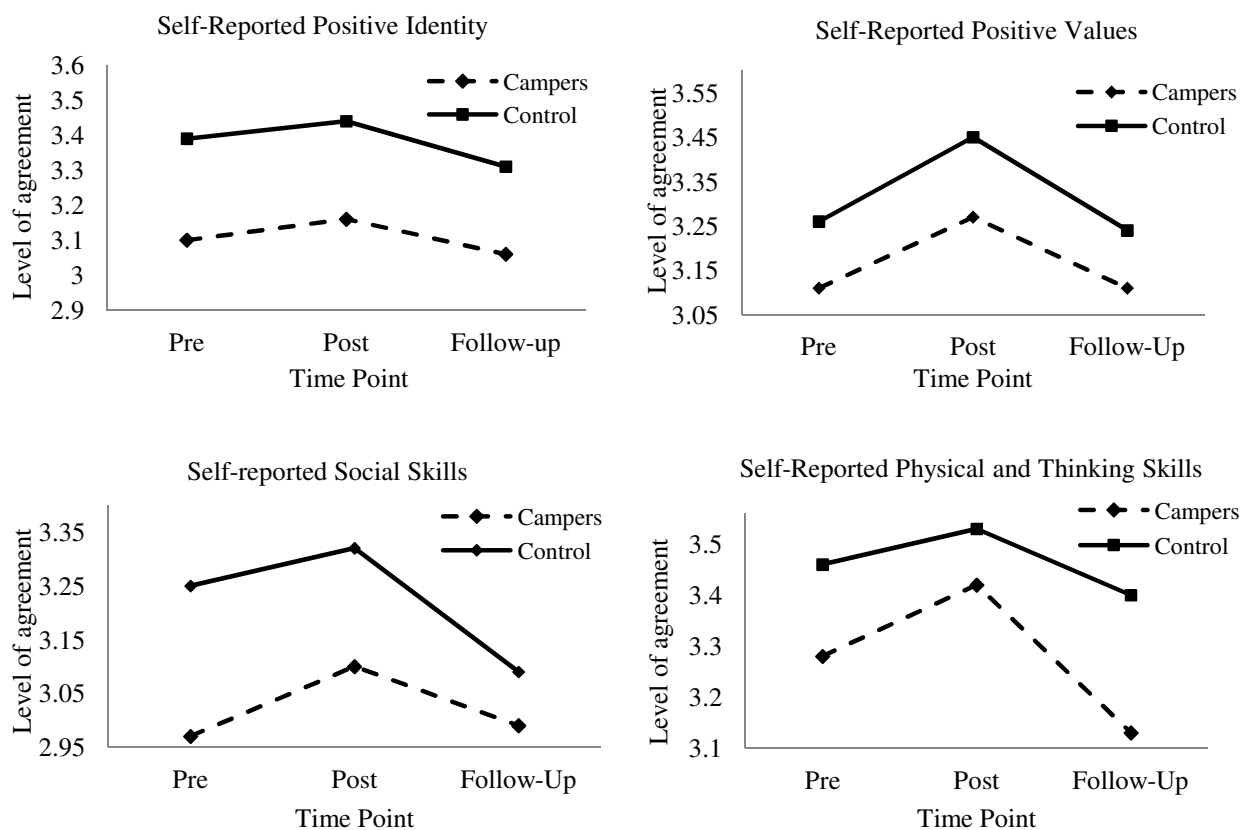 Self-Reported Positive Identity
3.6
3.5
3.4
3.3
3.2
3.1
3
2.9
Level of agreement
Campers
Control
Pre Post Follow-up
Time Point
Self-Reported Positive Values
3.55
3.45
3.35
3.25
3.15
3.05
Level of agreement
Campers
Control
Pre Post Follow-Up
Time Point
Self-reported Social Skills
3.35
3.25
3.15
3.05
2.95
Level of agreement
Campers
Control
Pre Post Follow-Up
Time Point
Self-Reported Physical and Thinking Skills
3.5
3.4
3.3
3.2
3.1
Level of agreement
Campers
Control
Pre Post Follow-Up
Time Point